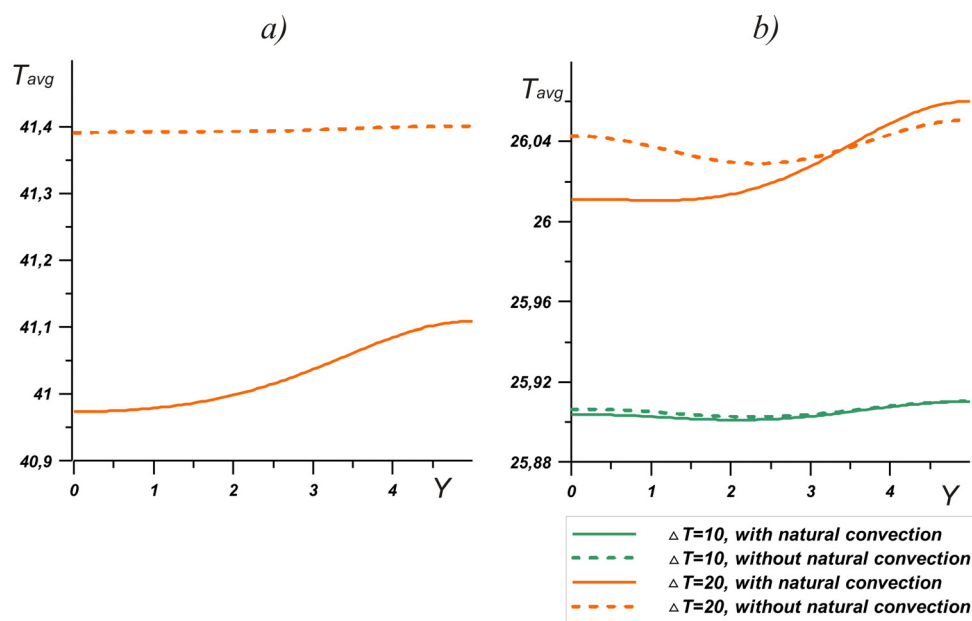 a)
b)
Tavg
41,4
41,3
41,2
41,1
41
40,9
0 1 2 3 4 Y
Tavg
26,04
26
25,96
25,92
25,88
0 1 2 3 4 Y
△ T=10, with natural convection
△ T=10, without natural convection
△ T=20, with natural convection
△ T=20, without natural convection